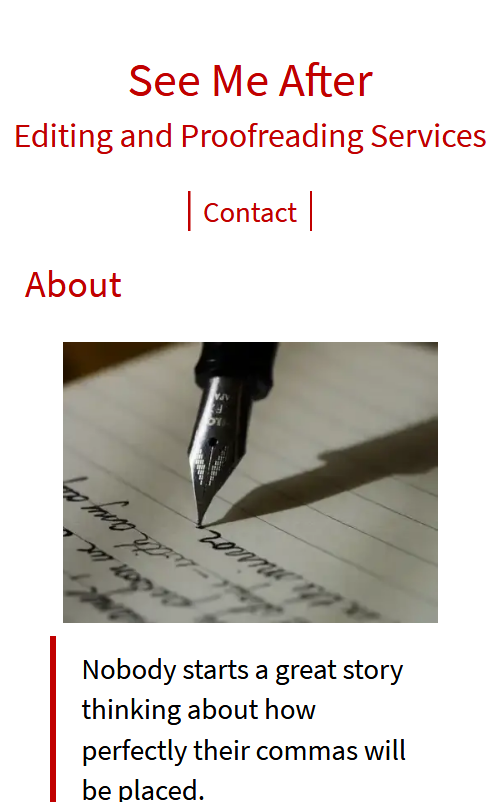 See Me After
Editing and Proofreading Services
Contact
About
Nobody starts a great story
thinking about how
perfectly their commas will
be placed.